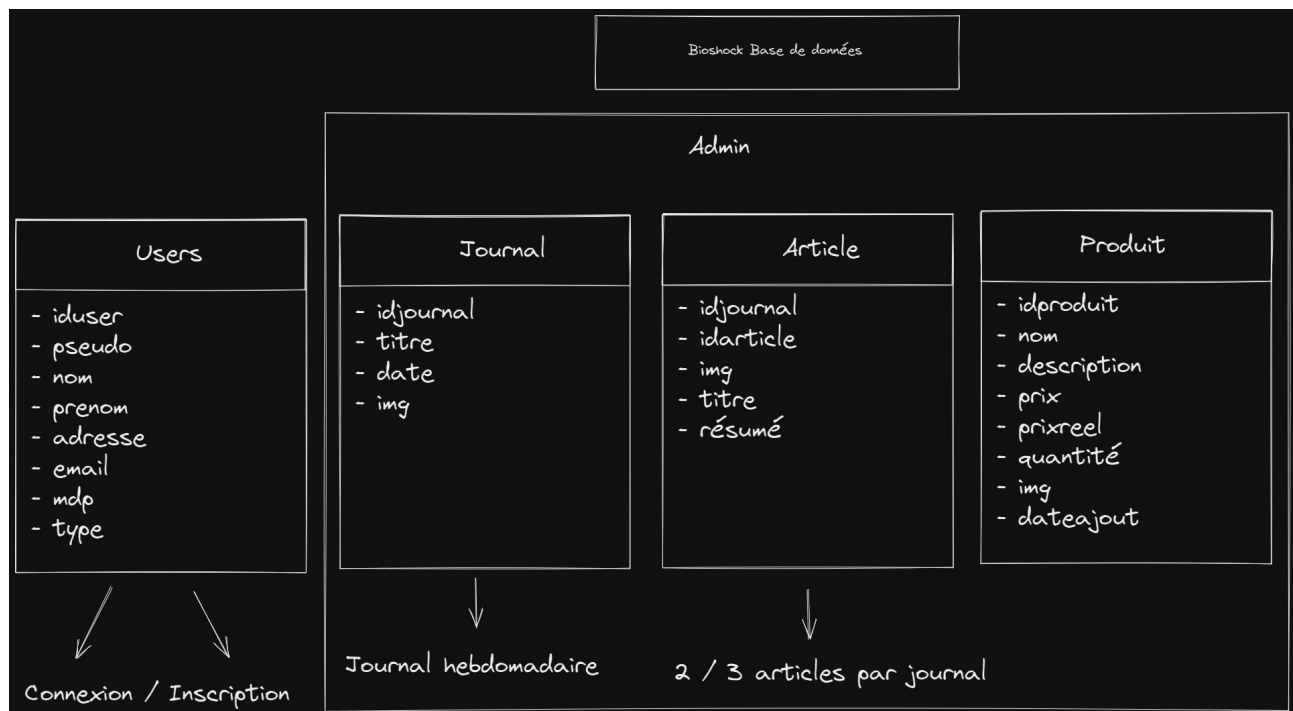 Bioshock Base de données
Admin
Users
- iduser
- pseudo
- nom
- prenom
- adresse
- email
- mdp
- type
Connexion / Inscription
Journal
- idjournal
- titre
- date
- img
Journal hebdomadaire
Article
- idjournal
- idarticle
- img
- titre
- résumé
2 / 3 articles par journal
Produit
- idproduit
- nom
- description
- prix
- prixreel
- quantité
- img
- dateajout